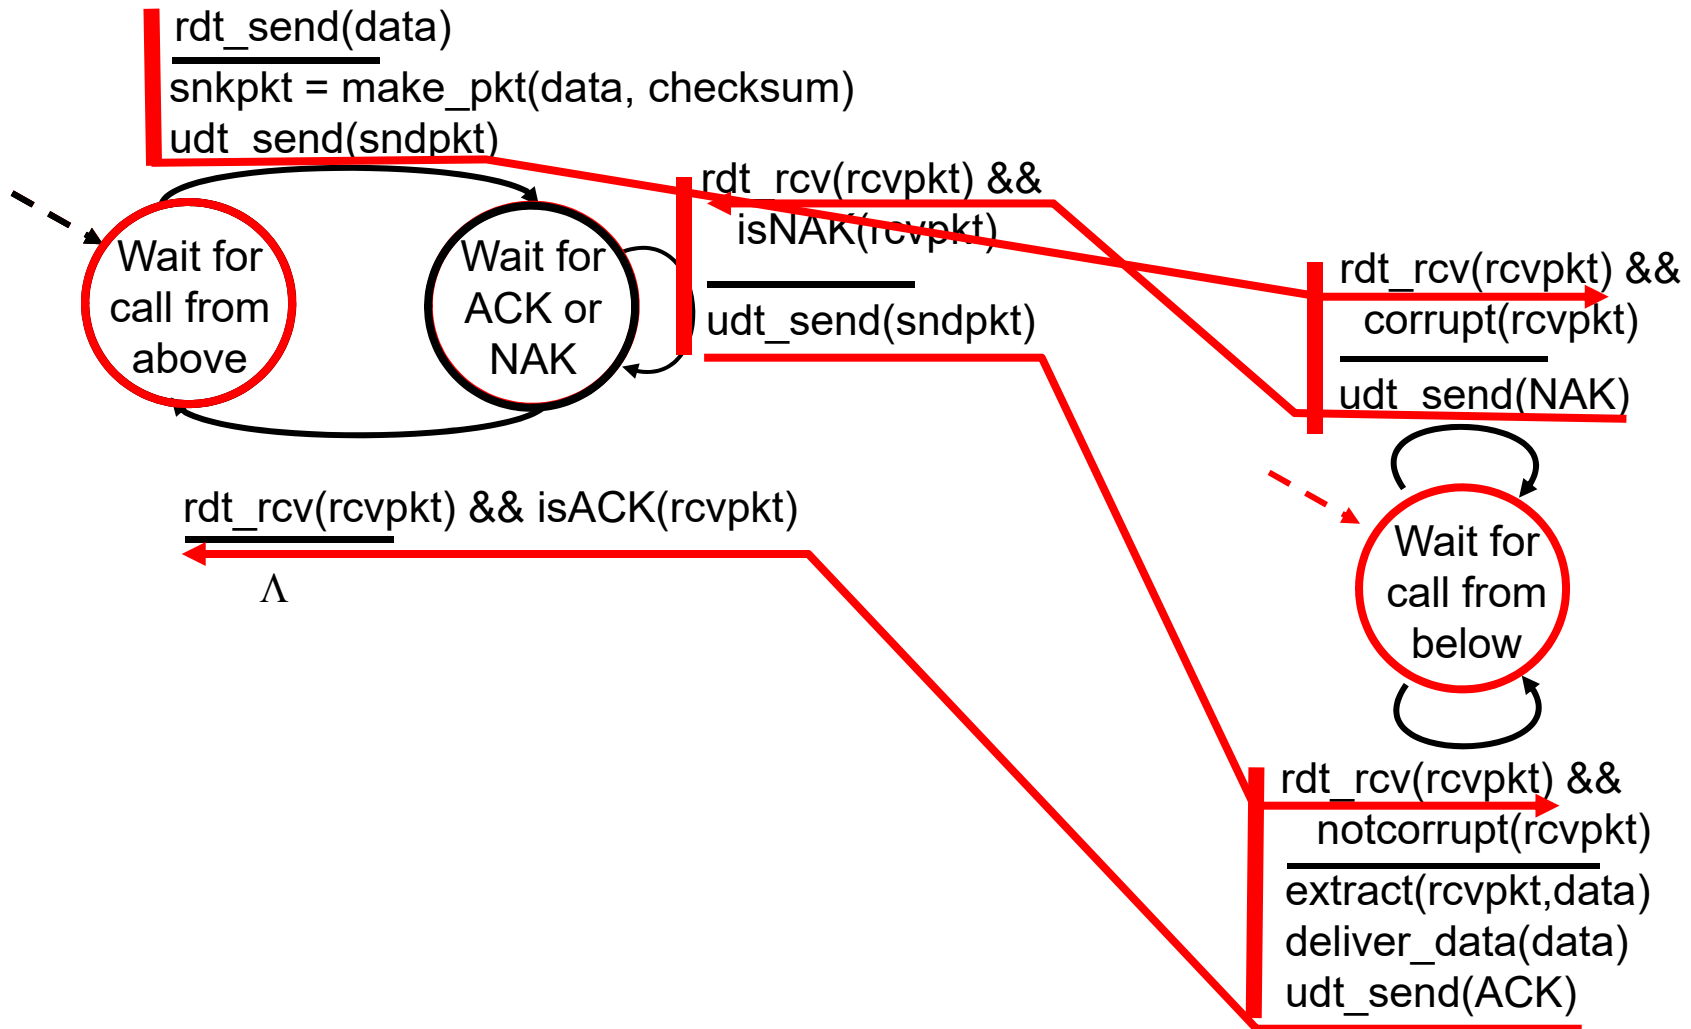 rdt_send(data)
snkpkt = make_pkt(data, checksum)
udt_send(sndpkt)
rdt_rcv(rcvpkt) &&
isNAK(rcvpkt)
udt_send(sndpkt)
Wait for
call from
above
Wait for
ACK or
NAK
rdt_rcv(rcvpkt) && isACK(rcvpkt)
Λ
rdt_rcv(rcvpkt) &&
corrupt(rcvpkt)
udt_send(NAK)
Wait for
call from
below
rdt_rcv(rcvpkt) &&
notcorrupt(rcvpkt)
extract(rcvpkt,data)
deliver_data(data)
udt_send(ACK)